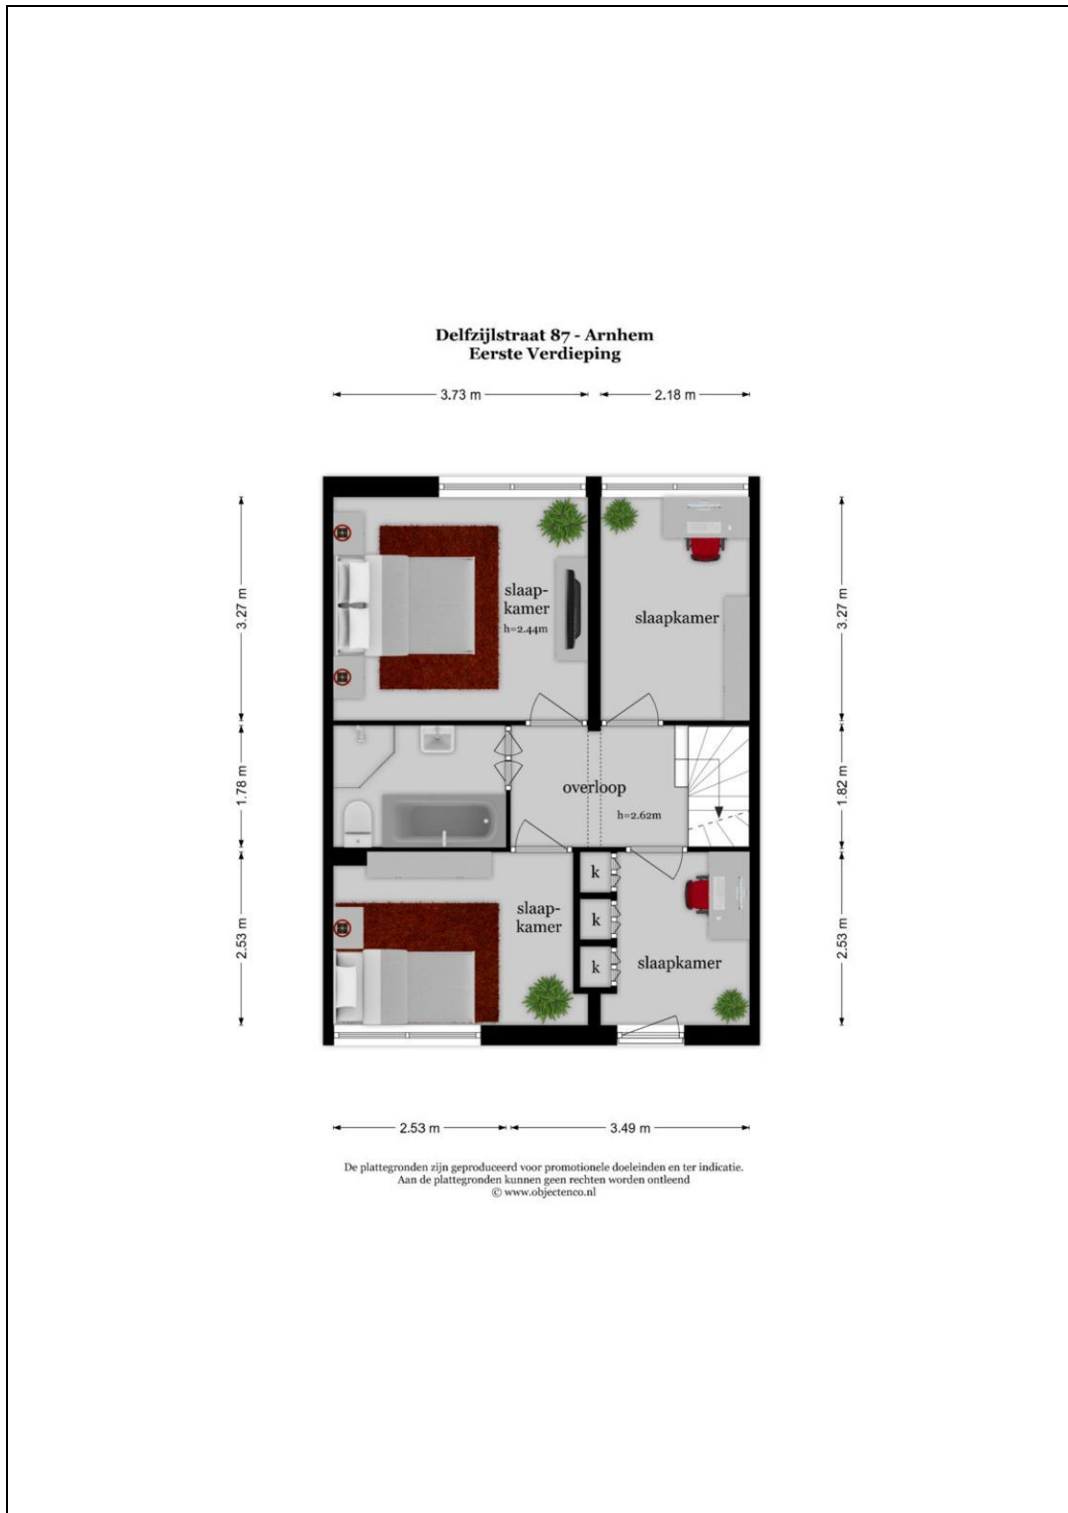 Delfzijlstraat 87 - Arnhem
Eerste Verdieping
3.73 m
2.18 m
3.27 m
3.27 m
slaap-
kamer
h=2.44m
slaapkamer
1.78 m
1.82 m
overloop
h=2.62m
2.53 m
2.53 m
slaap-
kamer
k
k
k
slaapkamer
2.53 m
3.49 m
De plattegronden zijn geproduceerd voor promotionele doeleinden en ter indicatie.
Aan de plattegronden kunnen geen rechten worden ontleend
© www.objectenco.nl